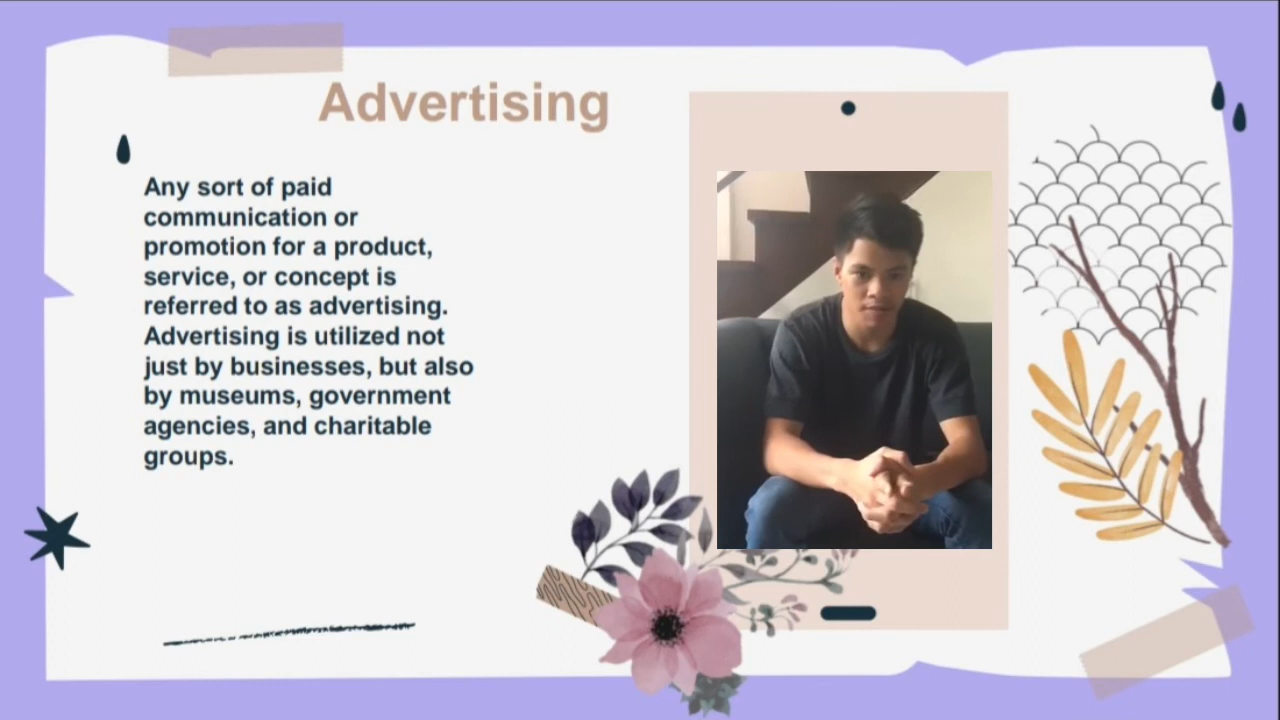 Advertising
Any sort of paid
communication or
promotion for a product,
service, or concept is
referred to as advertising.
Advertising is utilized not
just by businesses, but also
by museums, government
agencies, and charitable
groups.